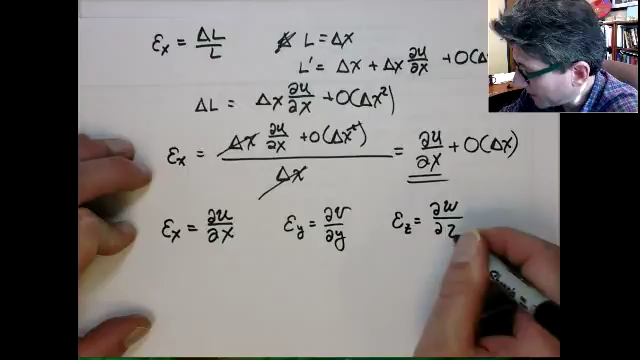 εx = ΔL/L L = Δx
L' = Δx + Δx ∂u/∂x + O(Δ
ΔL = Δx ∂u/∂x + O(Δx²)
εx = (Δx ∂u/∂x + O(Δx²))/Δx = ∂u/∂x + O(Δx)
εx = ∂u/∂x εy = ∂v/∂y εz = ∂w/∂z